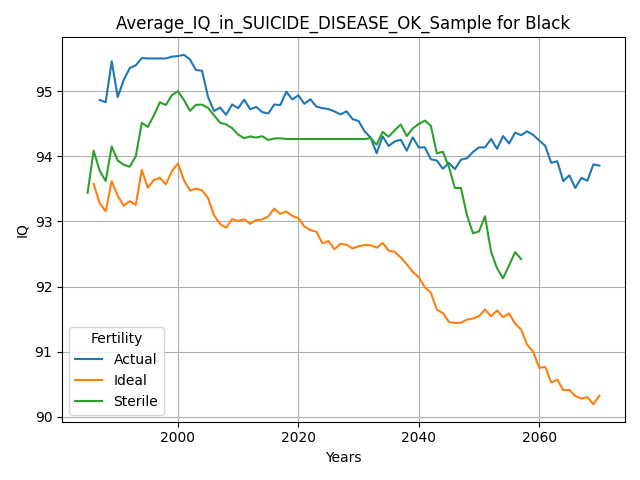 Average_IQ_in_SUICIDE_DISEASE_OK_Sample for Black
IQ
95
94
93
92
91
90
Fertility
Actual
Ideal
Sterile
2000
2020
2040
2060
Years